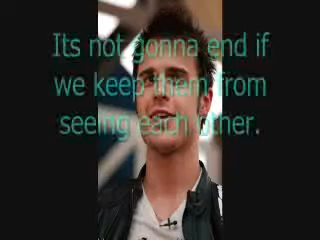 Its not gonna end if
we keep them from
seeing each other.